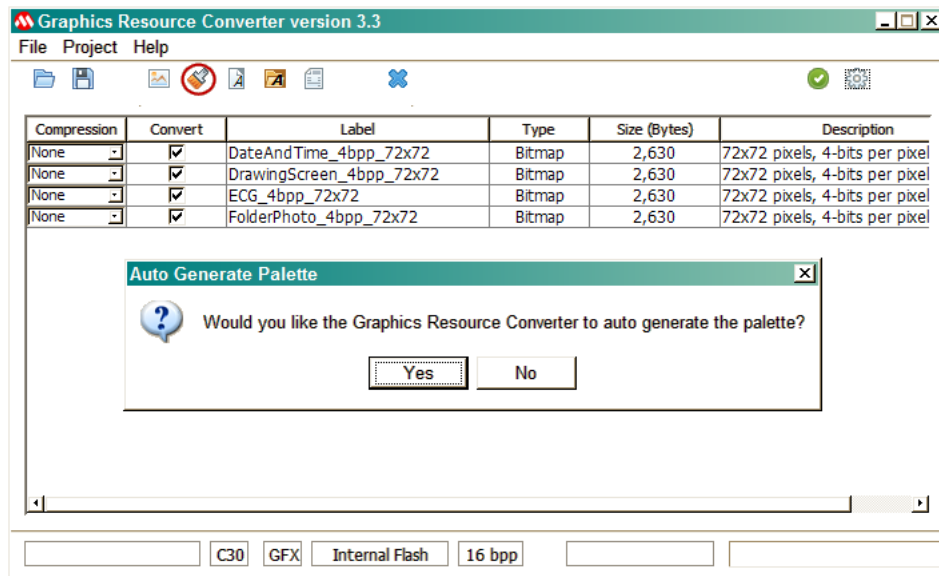 Graphics Resource Converter version 3.3
File Project Help
Compression Convert Label Type Size (Bytes) Description
None DateAndTime_4bpp_72x72 Bitmap 2,630 72x72 pixels, 4-bits per pixel
None DrawingScreen_4bpp_72x72 Bitmap 2,630 72x72 pixels, 4-bits per pixel
None ECG_4bpp_72x72 Bitmap 2,630 72x72 pixels, 4-bits per pixel
None FolderPhoto_4bpp_72x72 Bitmap 2,630 72x72 pixels, 4-bits per pixel
Auto Generate Palette
Would you like the Graphics Resource Converter to auto generate the palette?
Yes No
C30 GFX Internal Flash 16 bpp